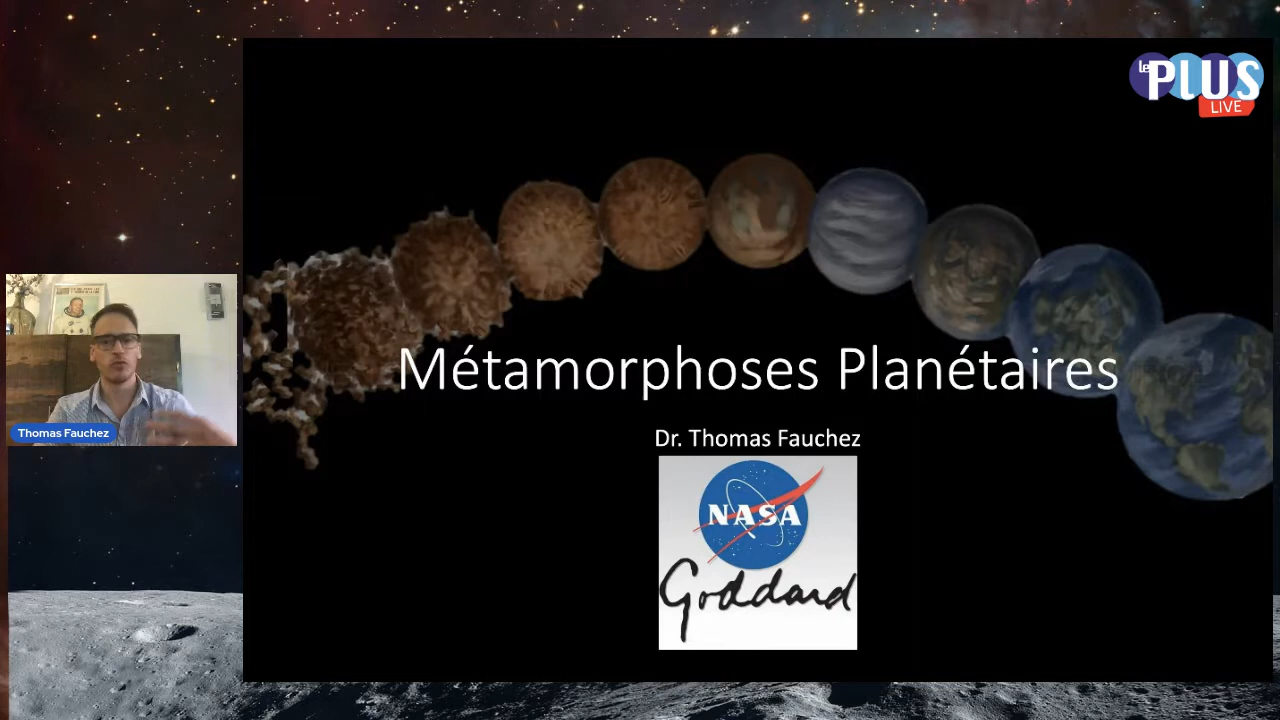 le PLUS
LIVE
Métamorphoses Planétaires
Dr. Thomas Fauchez
NASA
Goddard
Thomas Fauchez